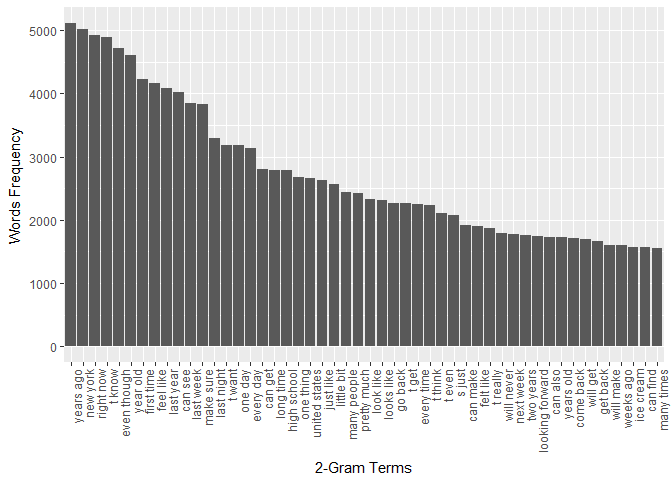 Words Frequency
5000
4000
3000
2000
1000
0
years ago
new york
right now
t know
even though
year old
first time
feel like
last year
can see
last week
make sure
last night
t want
one day
every day
can get
long time
high school
one thing
united states
just like
little bit
many people
pretty much
look like
looks like
go back
t get
every time
t think
t even
s just
can make
felt like
t really
will never
next week
two years
looking forward
can also
years old
come back
will get
get back
will make
weeks ago
ice cream
can find
many times
2-Gram Terms